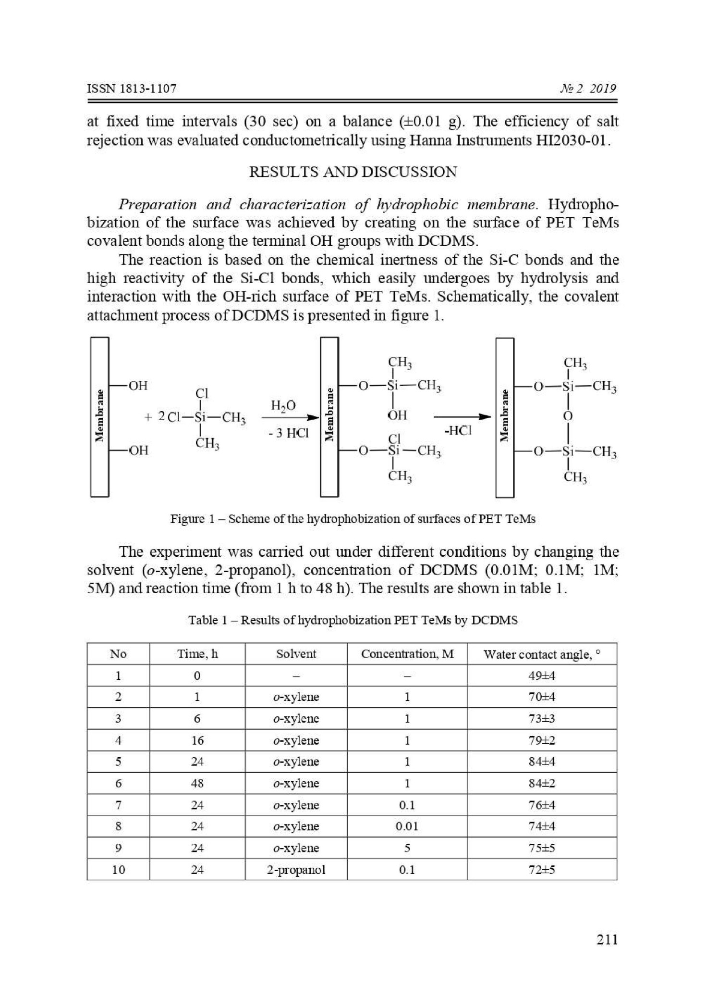 ISSN 1813-1107 № 2 2019
at fixed time intervals (30 sec) on a balance (±0.01 g). The efficiency of salt
rejection was evaluated conductometrically using Hanna Instruments HI2030-01.
RESULTS AND DISCUSSION
Preparation and characterization of hydrophobic membrane. Hydropho-
bization of the surface was achieved by creating on the surface of PET TeMs
covalent bonds along the terminal OH groups with DCDMS.
The reaction is based on the chemical inertness of the Si-C bonds and the
high reactivity of the Si-Cl bonds, which easily undergoes by hydrolysis and
interaction with the OH-rich surface of PET TeMs. Schematically, the covalent
attachment process of DCDMS is presented in figure 1.
Membrane
OH
OH
+ 2 Cl—Si—CH₃
Cl
CH₃
H₂O
- 3 HCl
Membrane
CH₃
O—Si—CH₃
OH
Cl
O—Si—CH₃
CH₃
-HCl
Membrane
CH₃
O—Si—CH₃
O
O—Si—CH₃
CH₃
Figure 1 – Scheme of the hydrophobization of surfaces of PET TeMs
The experiment was carried out under different conditions by changing the
solvent (o-xylene, 2-propanol), concentration of DCDMS (0.01M; 0.1M; 1M;
5M) and reaction time (from 1 h to 48 h). The results are shown in table 1.
Table 1 – Results of hydrophobization PET TeMs by DCDMS
No Time, h Solvent Concentration, M Water contact angle, °
1 0 – – 49±4
2 1 o-xylene 1 70±4
3 6 o-xylene 1 73±3
4 16 o-xylene 1 79±2
5 24 o-xylene 1 84±4
6 48 o-xylene 1 84±2
7 24 o-xylene 0.1 76±4
8 24 o-xylene 0.01 74±4
9 24 o-xylene 5 75±5
10 24 2-propanol 0.1 72±5
211